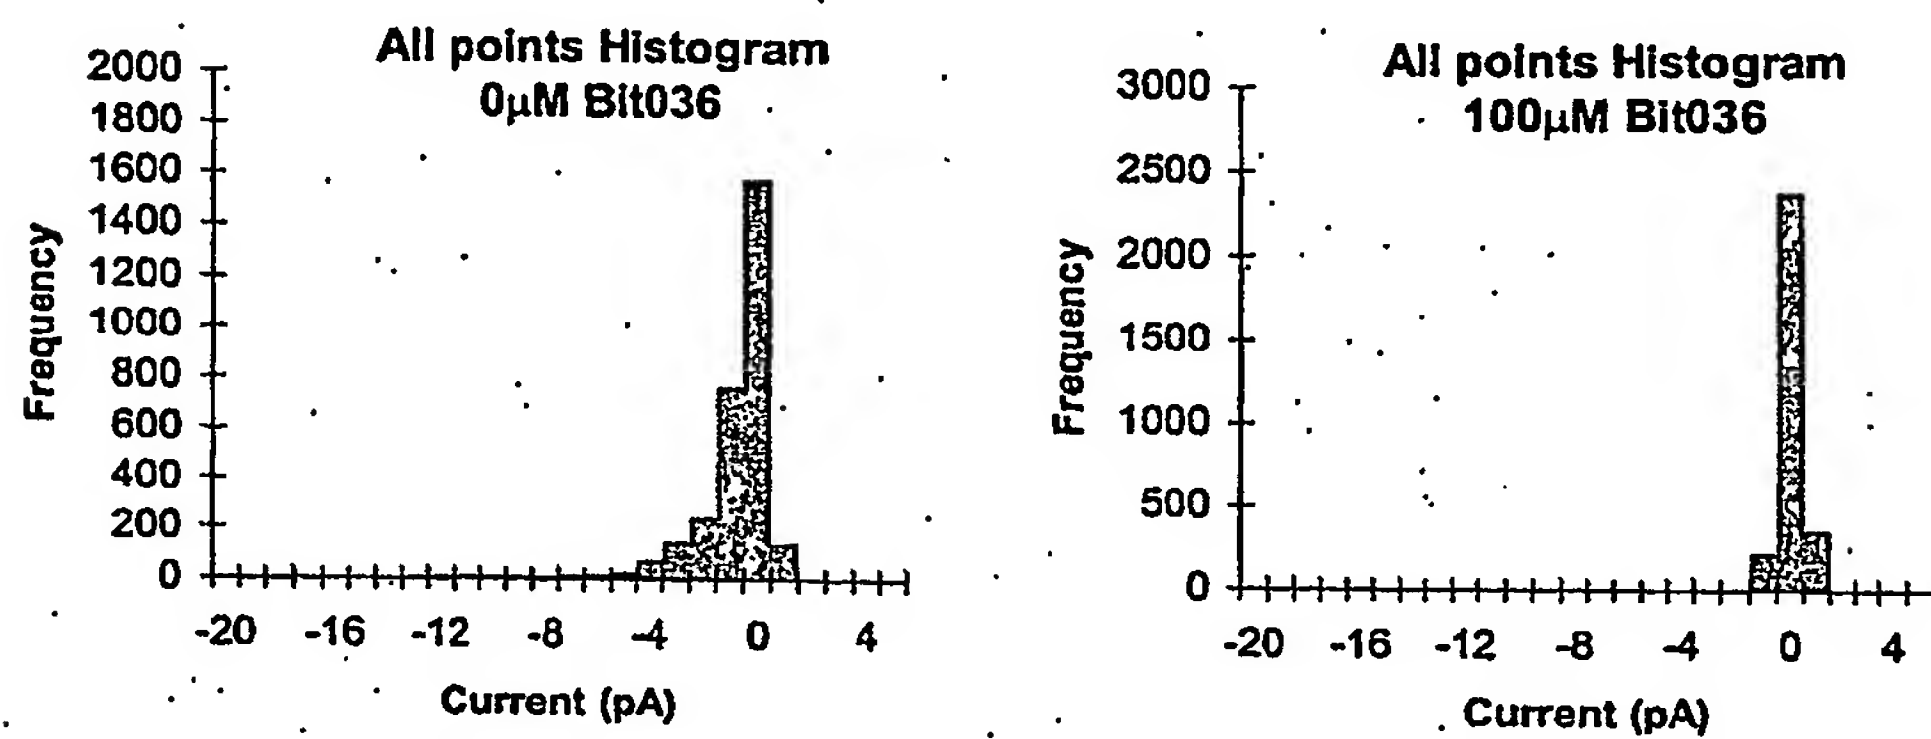 All points Histogram
0µM Bit036
2000
1800
1600
1400
1200
1000
800
600
400
200
0
Frequency
-20 -16 -12 -8 -4 0 4
Current (pA)
All points Histogram
100µM Bit036
3000
2500
2000
1500
1000
500
0
Frequency
-20 -16 -12 -8 -4 0 4
Current (pA)